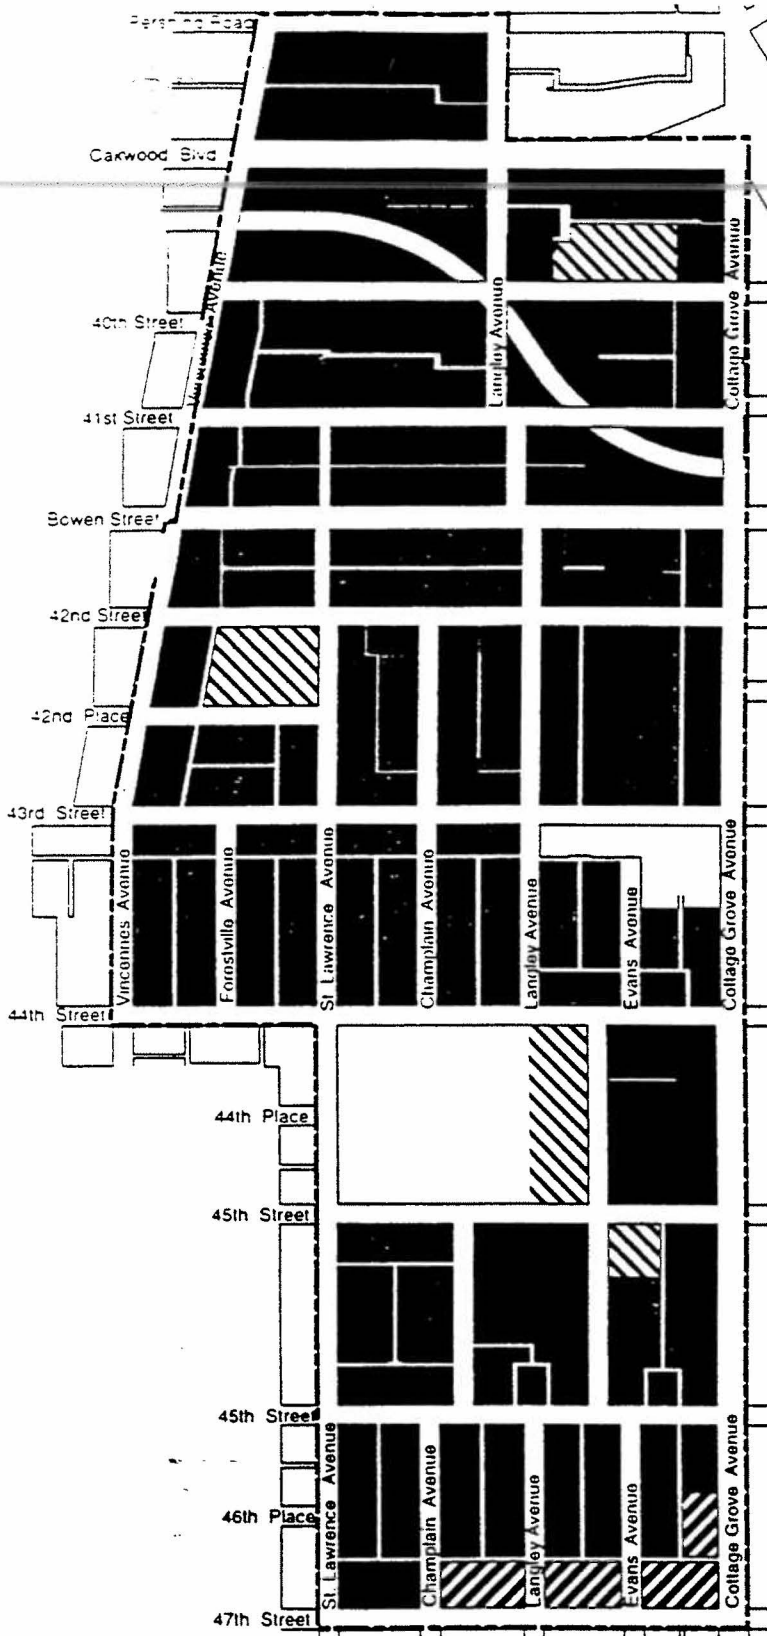 Pershing Road
Oakwood Blvd
Avenue
Cottage Grove Avenue
Langley Avenue
40th Street
41st Street
Bowen Street
42nd Street
42nd Place
43rd Street
Vincennes Avenue
Forestville Avenue
St Lawrence Avenue
Champlain Avenue
Langley Avenue
Evans Avenue
Cottage Grove Avenue
44th Street
44th Place
45th Street
45th Street
St. Lawrence Avenue
Champlain Avenue
Langley Avenue
Evans Avenue
Cottage Grove Avenue
46th Place
47th Street